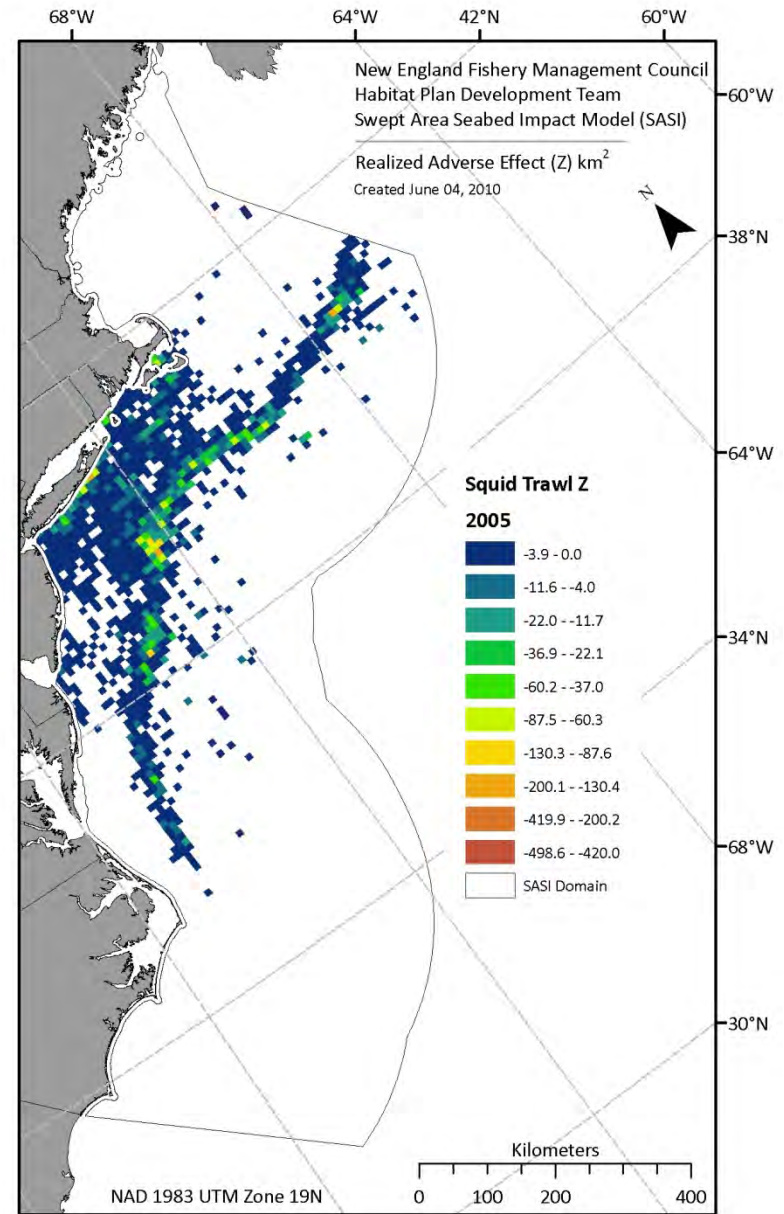 68°W
64°W
42°N
60°W
New England Fishery Management Council
Habitat Plan Development Team
Swept Area Seabed Impact Model (SASI)
Realized Adverse Effect (Z) km²
Created June 04, 2010
60°W
N
38°N
64°W
Squid Trawl Z
2005
-3.9 - 0.0
-11.6 - -4.0
-22.0 - -11.7
-36.9 - -22.1
-60.2 - -37.0
-87.5 - -60.3
-130.3 - -87.6
-200.1 - -130.4
-419.9 - -200.2
-498.6 - -420.0
SASI Domain
34°N
68°W
30°N
Kilometers
0 100 200 400
NAD 1983 UTM Zone 19N